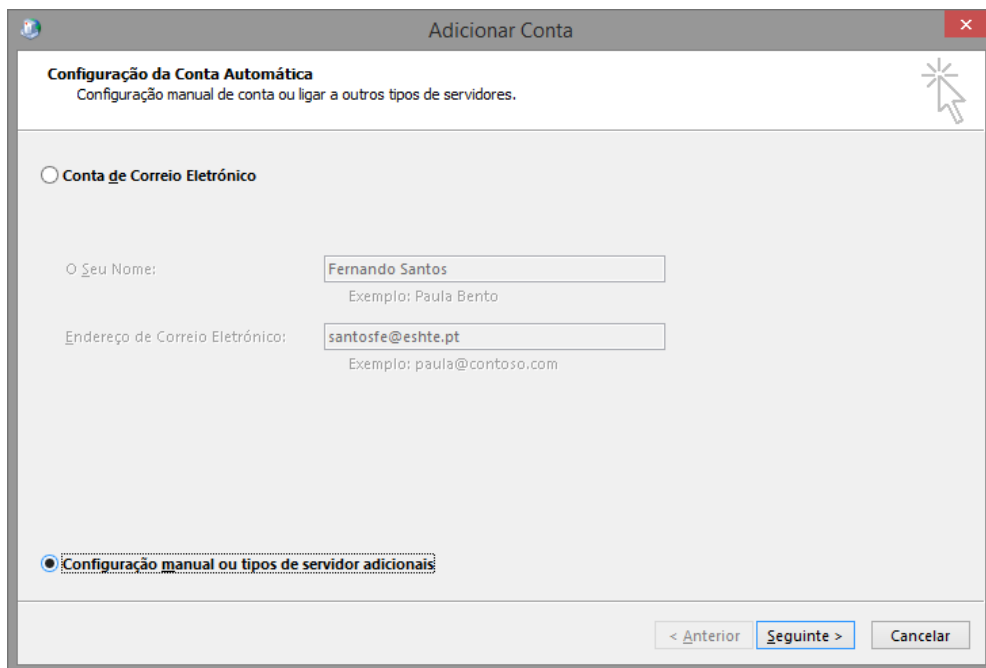 Adicionar Conta
Configuração da Conta Automática
Configuração manual de conta ou ligar a outros tipos de servidores.
Conta de Correio Eletrónico
O Seu Nome: Fernando Santos
Exemplo: Paula Bento
Endereço de Correio Eletrónico: santosfe@eshte.pt
Exemplo: paula@contoso.com
Configuração manual ou tipos de servidor adicionais
< Anterior Seguinte > Cancelar